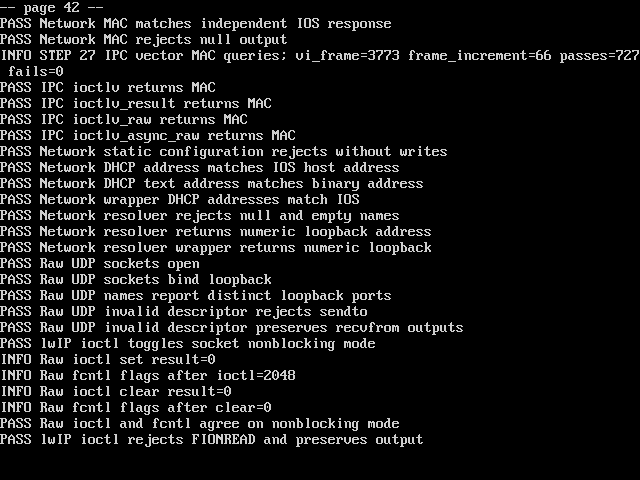 -- page 42 --
PASS Network MAC matches independent IOS response
PASS Network MAC rejects null output
INFO STEP 27 IPC vector MAC queries; vi_frame=3773 frame_increment=66 passes=727
 fails=0
PASS IPC ioctlv returns MAC
PASS IPC ioctlv_result returns MAC
PASS IPC ioctlv_raw returns MAC
PASS IPC ioctlv_async_raw returns MAC
PASS Network static configuration rejects without writes
PASS Network DHCP address matches IOS host address
PASS Network DHCP text address matches binary address
PASS Network wrapper DHCP addresses match IOS
PASS Network resolver rejects null and empty names
PASS Network resolver returns numeric loopback address
PASS Network resolver wrapper returns numeric loopback
PASS Raw UDP sockets open
PASS Raw UDP sockets bind loopback
PASS Raw UDP names report distinct loopback ports
PASS Raw UDP invalid descriptor rejects sendto
PASS Raw UDP invalid descriptor preserves recvfrom outputs
PASS lwIP ioctl toggles socket nonblocking mode
INFO Raw ioctl set result=0
INFO Raw fcntl flags after ioctl=2048
INFO Raw ioctl clear result=0
INFO Raw fcntl flags after clear=0
PASS Raw ioctl and fcntl agree on nonblocking mode
PASS lwIP ioctl rejects FIONREAD and preserves output